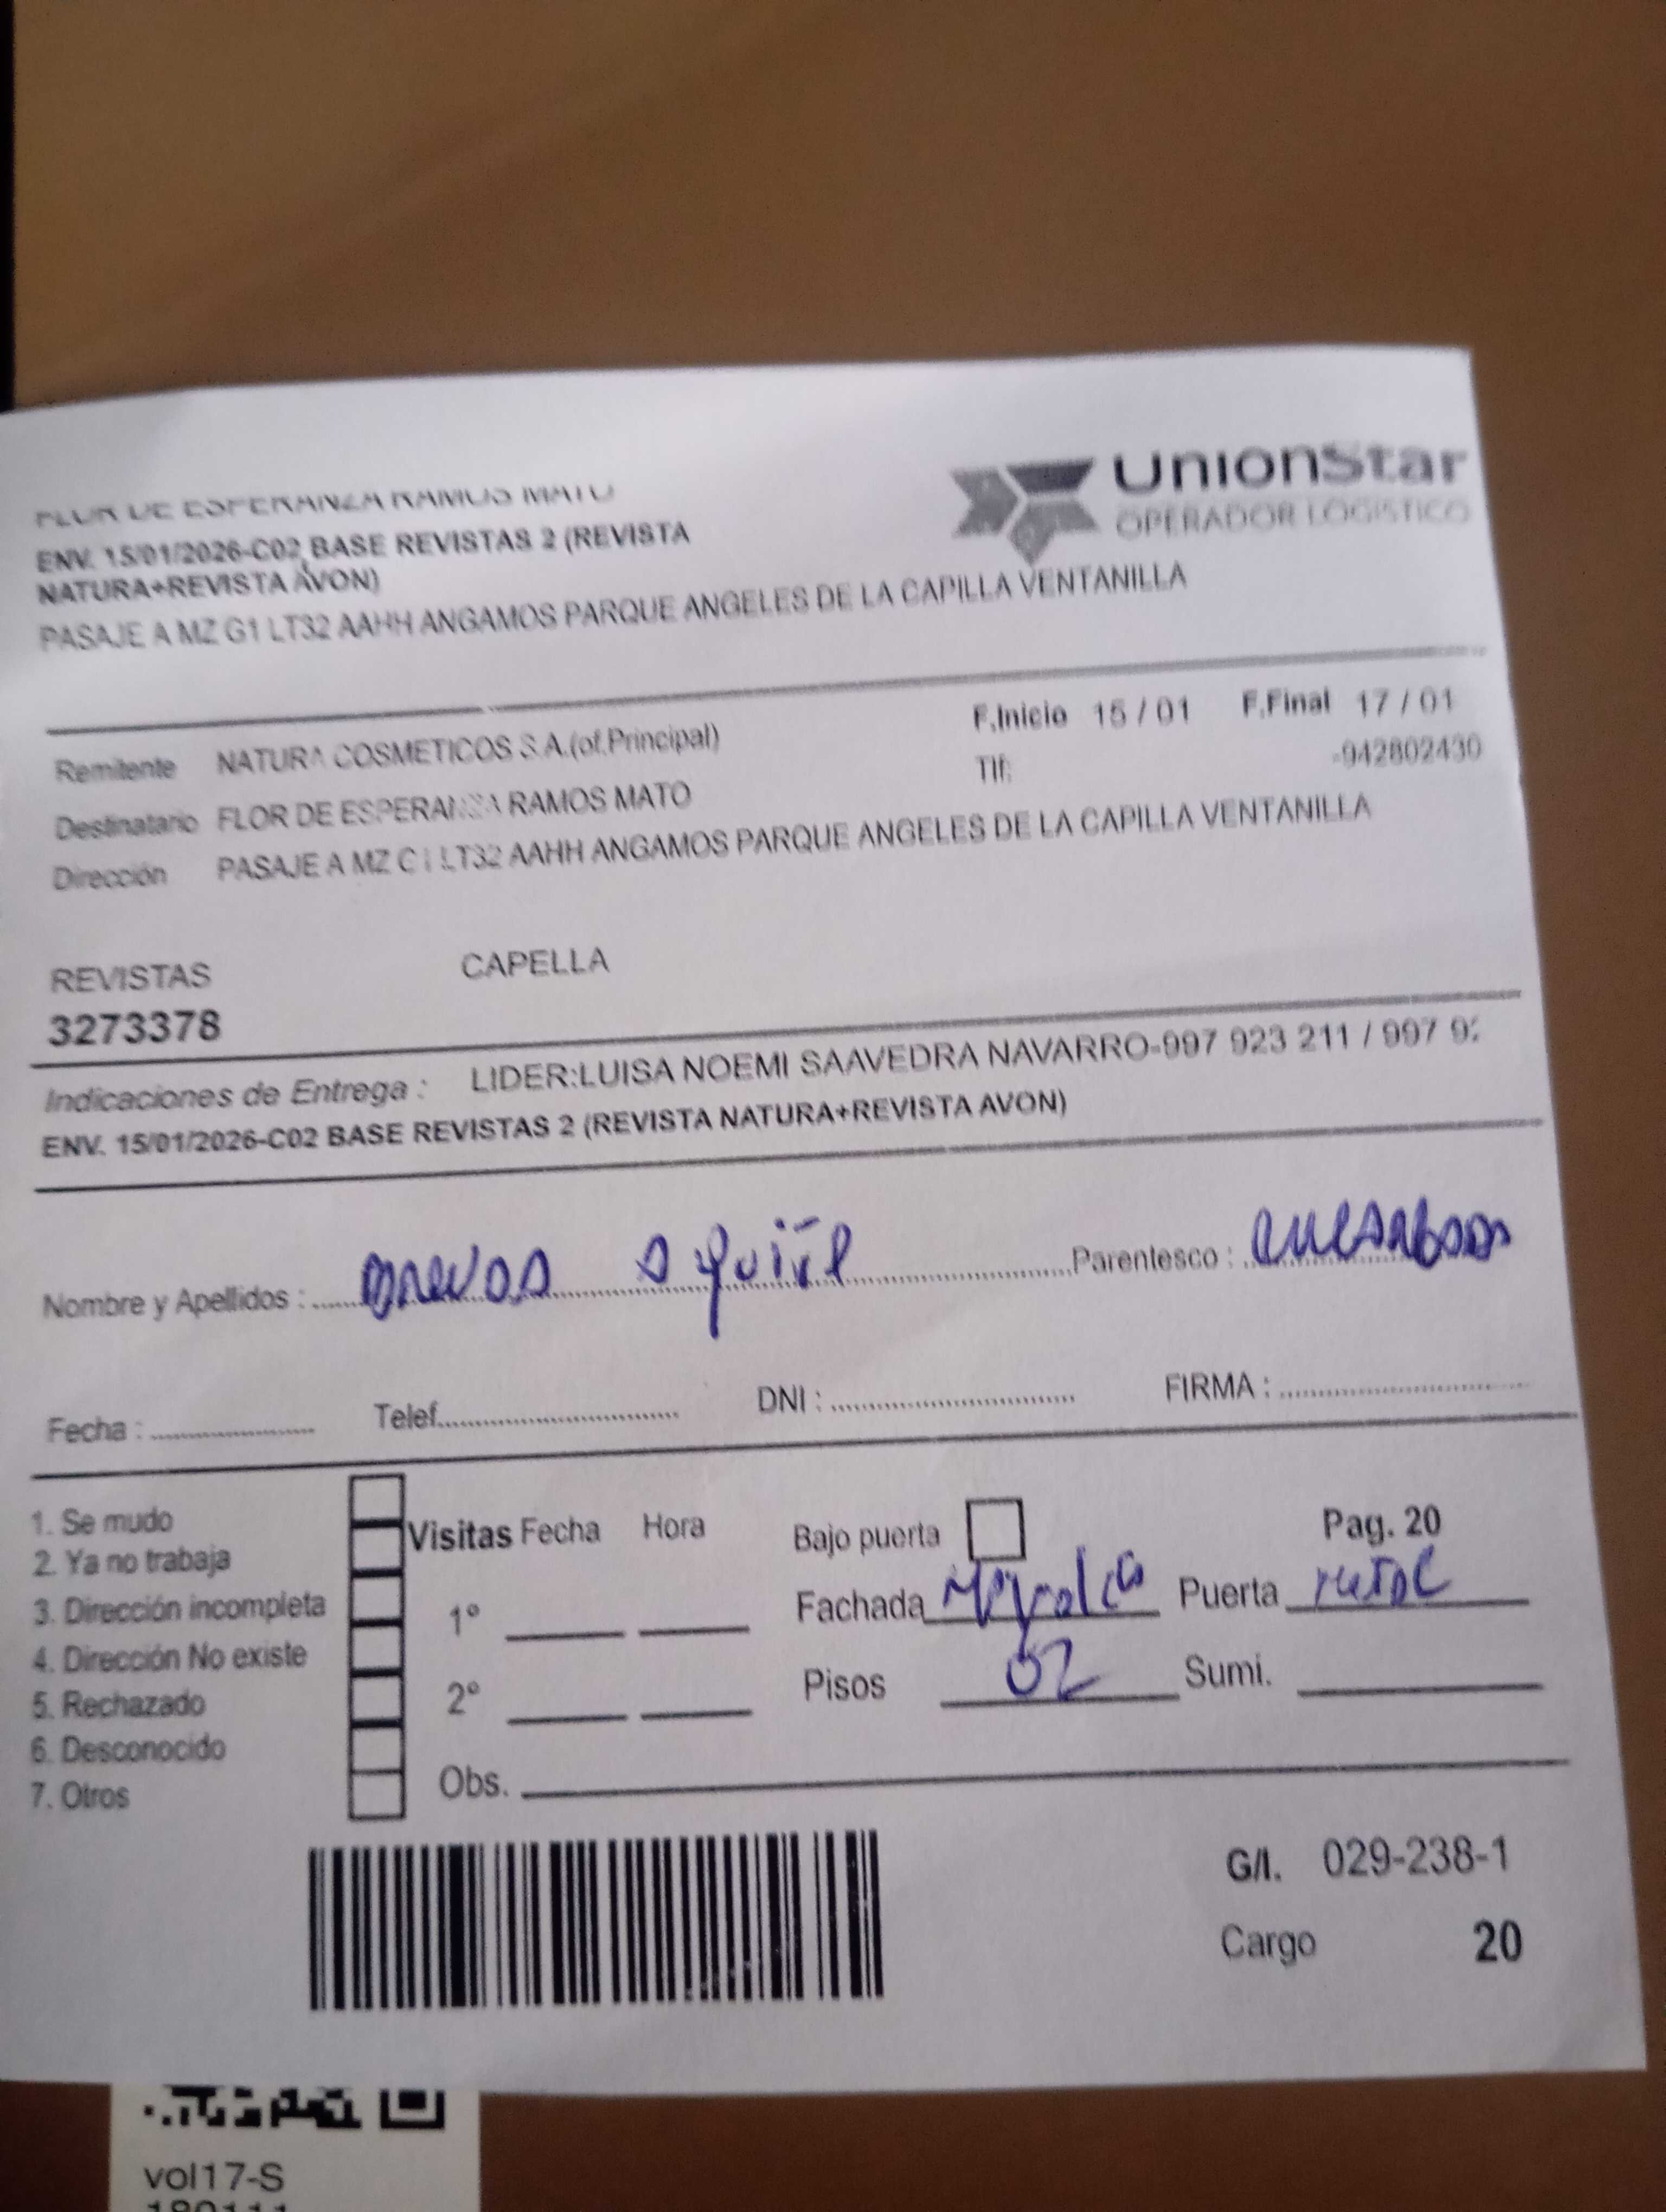 UnionStar
OPERADOR LOGISTICO
FLOR DE ESPERANZA RAMOS MATO
ENV. 15/01/2026-C02 BASE REVISTAS 2 (REVISTA
NATURA+REVISTA AVON)
PASAJE A MZ G1 LT32 AAHH ANGAMOS PARQUE ANGELES DE LA CAPILLA VENTANILLA
Remitente NATURA COSMETICOS S.A.(of.Principal) F.Inicio 15 / 01 F.Final 17 / 01
Tlf: -942802430
Destinatario FLOR DE ESPERANZA RAMOS MATO
Dirección PASAJE A MZ G1 LT32 AAHH ANGAMOS PARQUE ANGELES DE LA CAPILLA VENTANILLA
REVISTAS CAPELLA
3273378
Indicaciones de Entrega : LIDER:LUISA NOEMI SAAVEDRA NAVARRO-997 923 211 / 997 92
ENV. 15/01/2026-C02 BASE REVISTAS 2 (REVISTA NATURA+REVISTA AVON)
Nombre y Apellidos : Parentesco :
Fecha : Telef. DNI : FIRMA :
1. Se mudo
2. Ya no trabaja
3. Dirección incompleta
4. Dirección No existe
5. Rechazado
6. Desconocido
7. Otros
Visitas Fecha Hora
1º
2º
Obs.
Bajo puerta Pag. 20
Fachada Puerta
Pisos 02 Sumi.
G/I. 029-238-1
Cargo 20
vol17-S